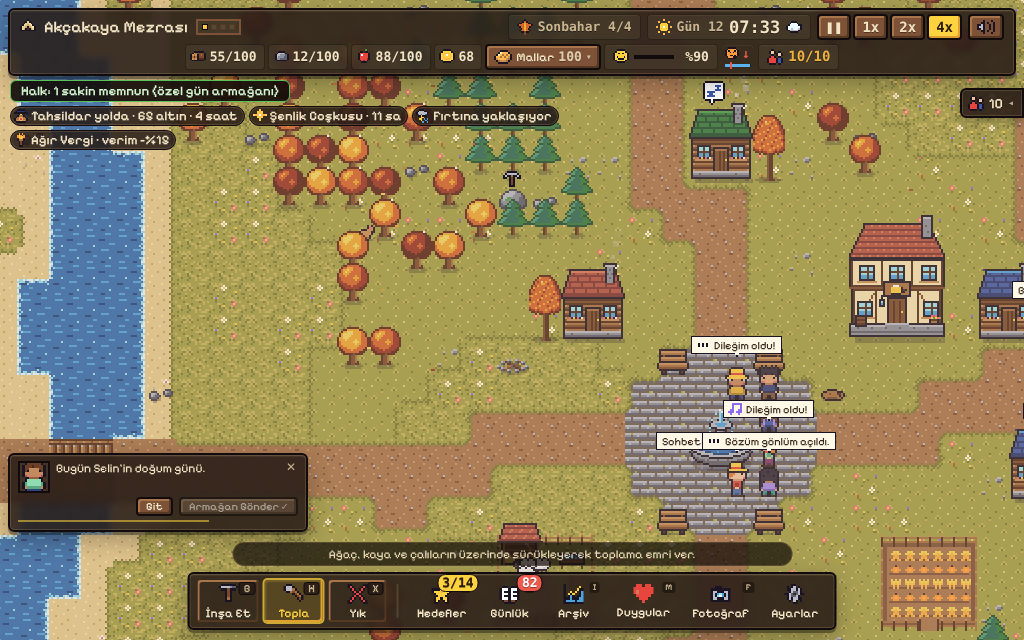 Akçakaya Mezrası
Sonbahar 4/4
Gün 12 07:33
1x
2x
4x
55/100
12/100
88/100
68
Mallar 100
%90
10/10
Halk: 1 sakin memnun (özel gün armağanı)
Tahsildar yolda · 68 altın · 4 saat
Şenlik Coşkusu · 11 sa
Fırtına yaklaşıyor
10
Ağır Vergi · verim -%18
Dileğim oldu!
Dileğim oldu!
Sohbet
Gözüm gönlüm açıldı.
Bugün Selin'in doğum günü.
Git
Armağan Gönder ✓
Ağaç, kaya ve çalıların üzerinde sürükleyerek toplama emri ver.
İnşa Et
B
Topla
H
Yık
X
Hedefler
3/14
Günlük
82
Arşiv
I
Duygular
M
Fotoğraf
F
Ayarlar